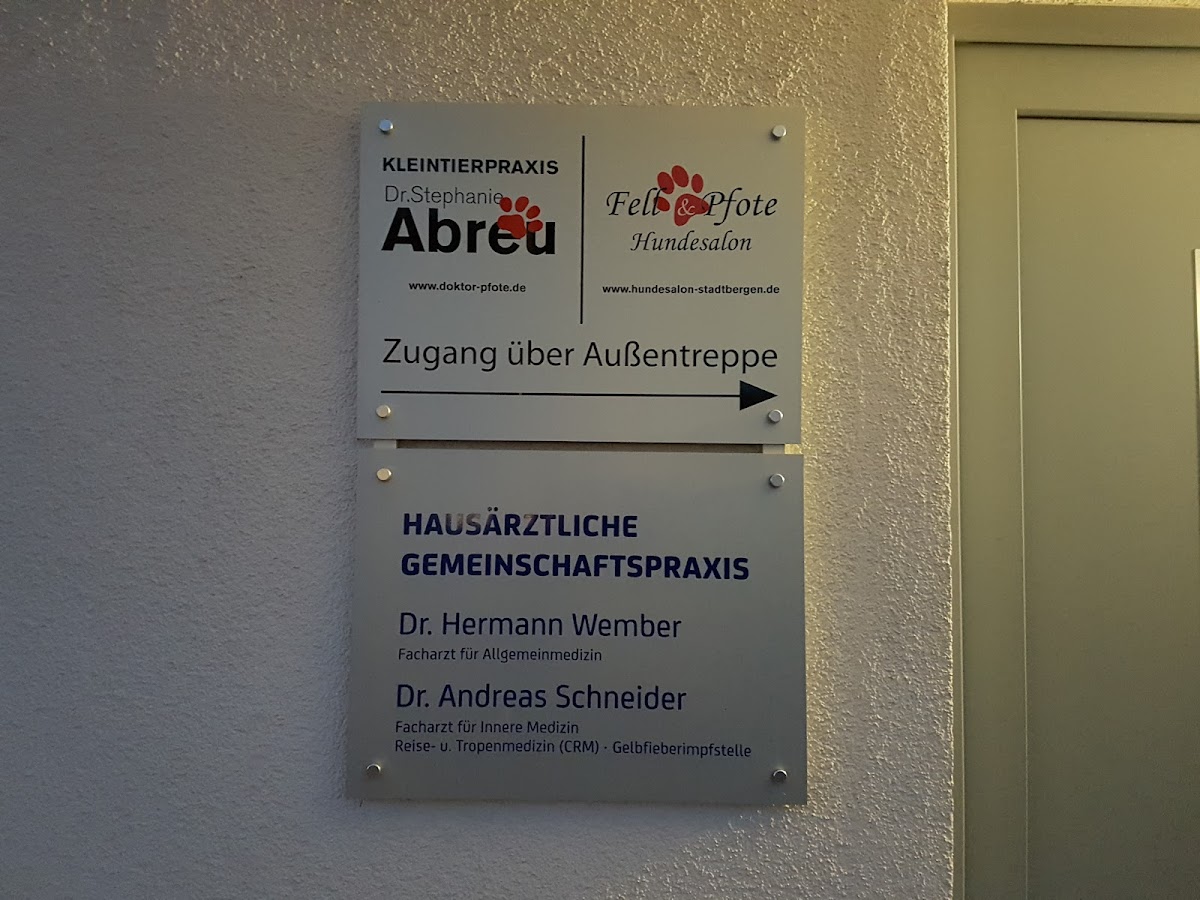 KLEINTIERPRAXIS
Dr.Stephanie
Abreu
www.doktor-pfote.de
Fell & Pfote
Hundesalon
www.hundesalon-stadtbergen.de
Zugang über Außentreppe
HAUSÄRZTLICHE
GEMEINSCHAFTSPRAXIS
Dr. Hermann Wember
Facharzt für Allgemeinmedizin
Dr. Andreas Schneider
Facharzt für Innere Medizin
Reise- u. Tropenmedizin (CRM) · Gelbfieberimpfstelle